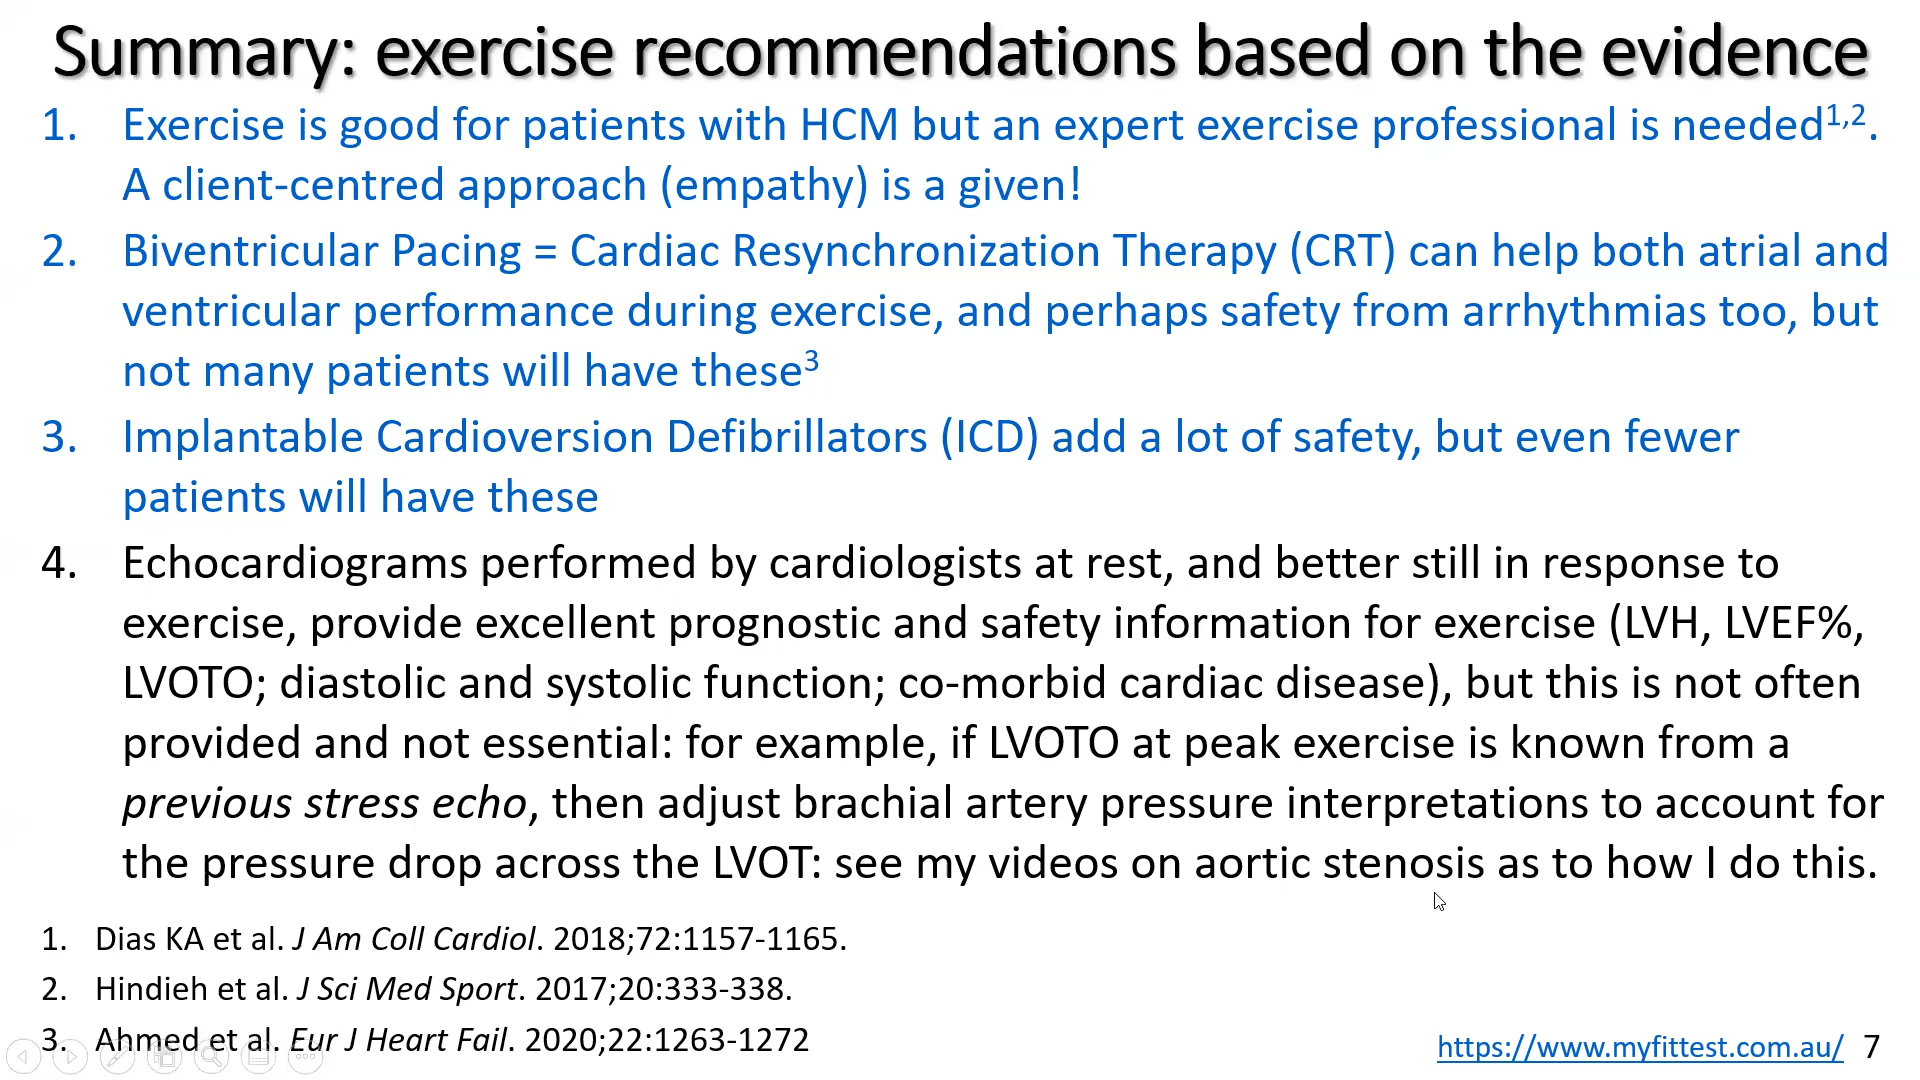 Summary: exercise recommendations based on the evidence
1. Exercise is good for patients with HCM but an expert exercise professional is needed1,2.
A client-centred approach (empathy) is a given!
2. Biventricular Pacing = Cardiac Resynchronization Therapy (CRT) can help both atrial and
ventricular performance during exercise, and perhaps safety from arrhythmias too, but
not many patients will have these3
3. Implantable Cardioversion Defibrillators (ICD) add a lot of safety, but even fewer
patients will have these
4. Echocardiograms performed by cardiologists at rest, and better still in response to
exercise, provide excellent prognostic and safety information for exercise (LVH, LVEF%,
LVOTO; diastolic and systolic function; co-morbid cardiac disease), but this is not often
provided and not essential: for example, if LVOTO at peak exercise is known from a
previous stress echo, then adjust brachial artery pressure interpretations to account for
the pressure drop across the LVOT: see my videos on aortic stenosis as to how I do this.
1. Dias KA et al. J Am Coll Cardiol. 2018;72:1157-1165.
2. Hindieh et al. J Sci Med Sport. 2017;20:333-338.
3. Ahmed et al. Eur J Heart Fail. 2020;22:1263-1272
https://www.myfittest.com.au/ 7